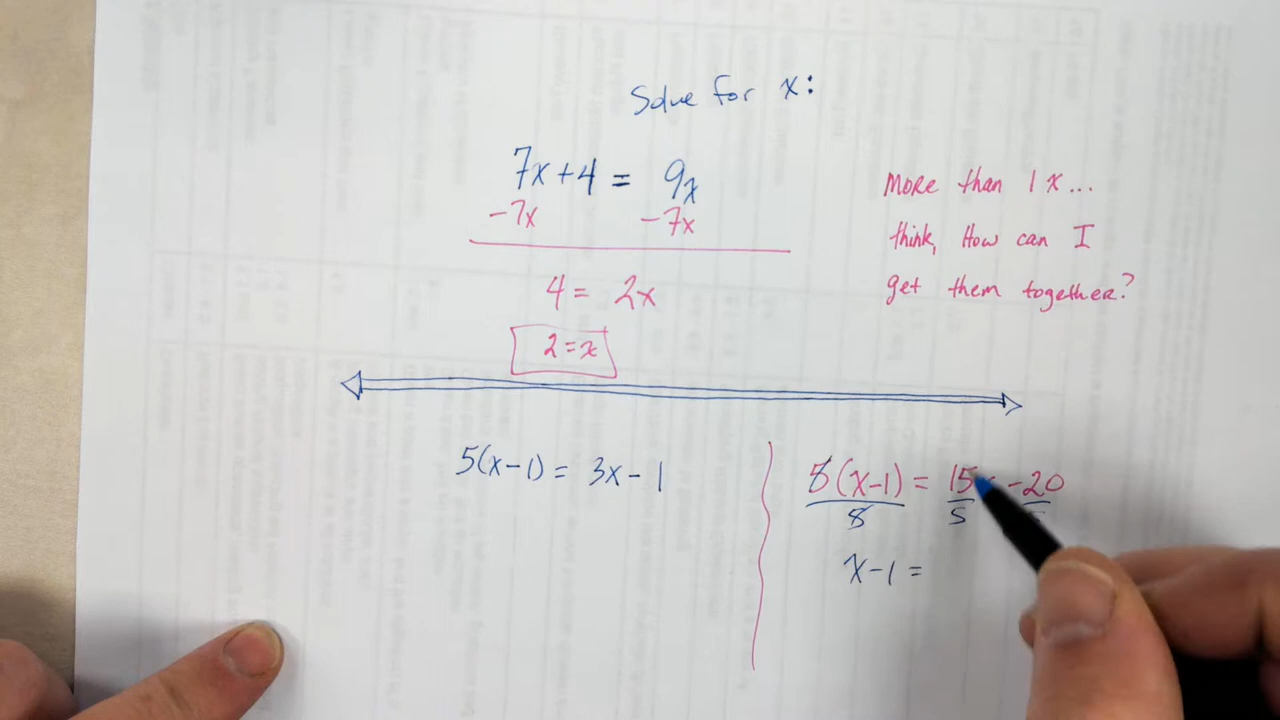 Solve for x:
7x+4 = 9x
-7x -7x
4 = 2x
2=x
More than 1 x...
think, How can I
get them together?
5(x-1) = 3x-1
5(x-1) = 15 -20
5 5
x-1 =